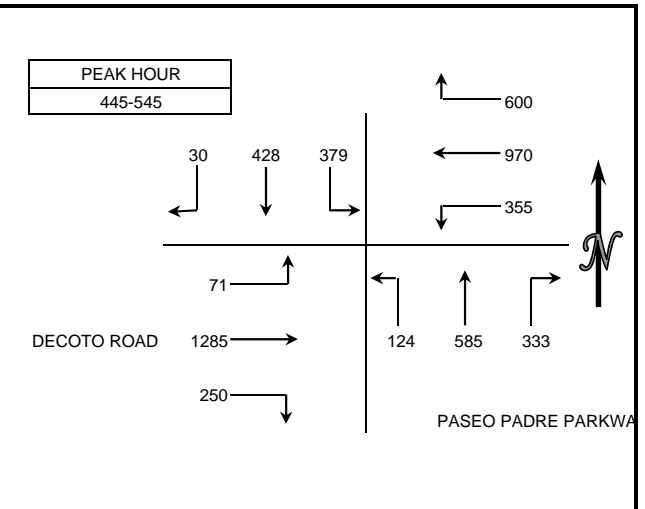 PEAK HOUR
445-545
600
30 428 379
970
355
N
71
DECOTO ROAD 1285
124 585 333
250
PASEO PADRE PARKWA